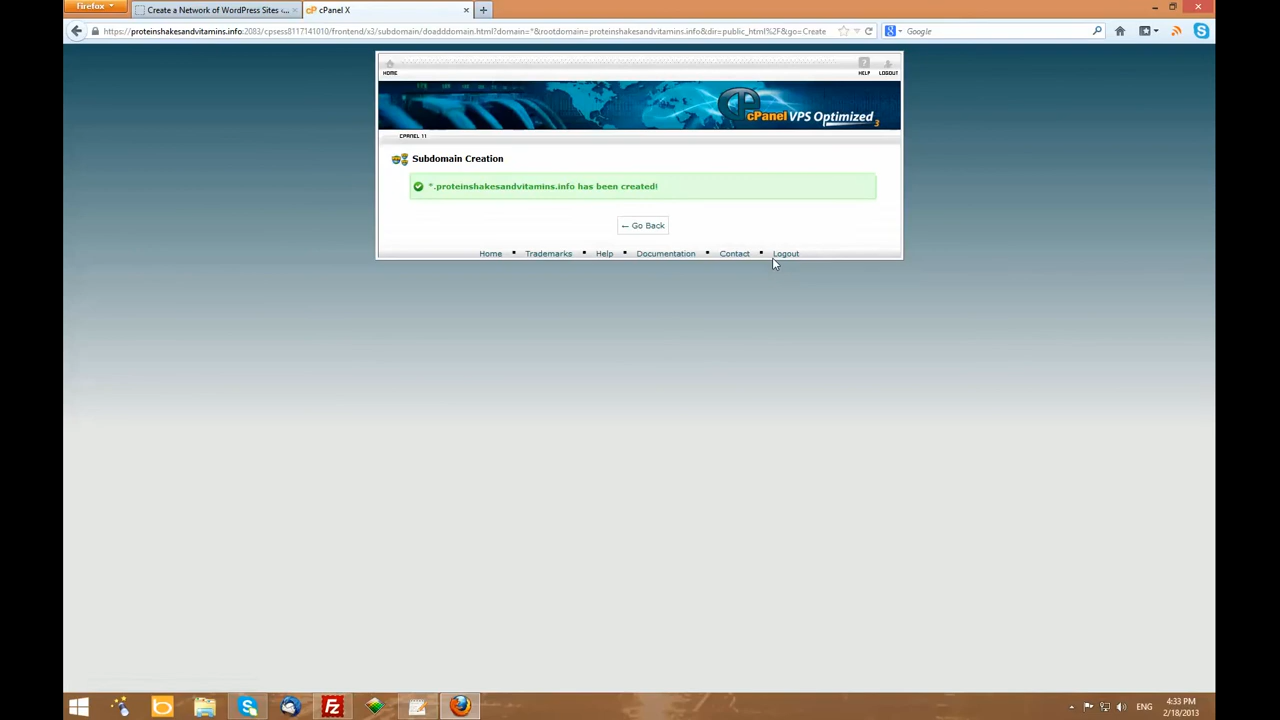 Firefox
Create a Network of WordPress Sites ‹...
cP cPanel X
https://proteinshakesandvitamins.info:2083/cpsess8117141010/frontend/x3/subdomain/doadddomain.html?domain=*&rootdomain=proteinshakesandvitamins.info&dir=public_html%2F&go=Create
Google
HOME
HELP
LOGOUT
cPanel VPS Optimized 3
CPANEL 11
Subdomain Creation
*.proteinshakesandvitamins.info has been created!
← Go Back
Home ▪ Trademarks ▪ Help ▪ Documentation ▪ Contact ▪ Logout
ENG
4:33 PM
2/18/2013